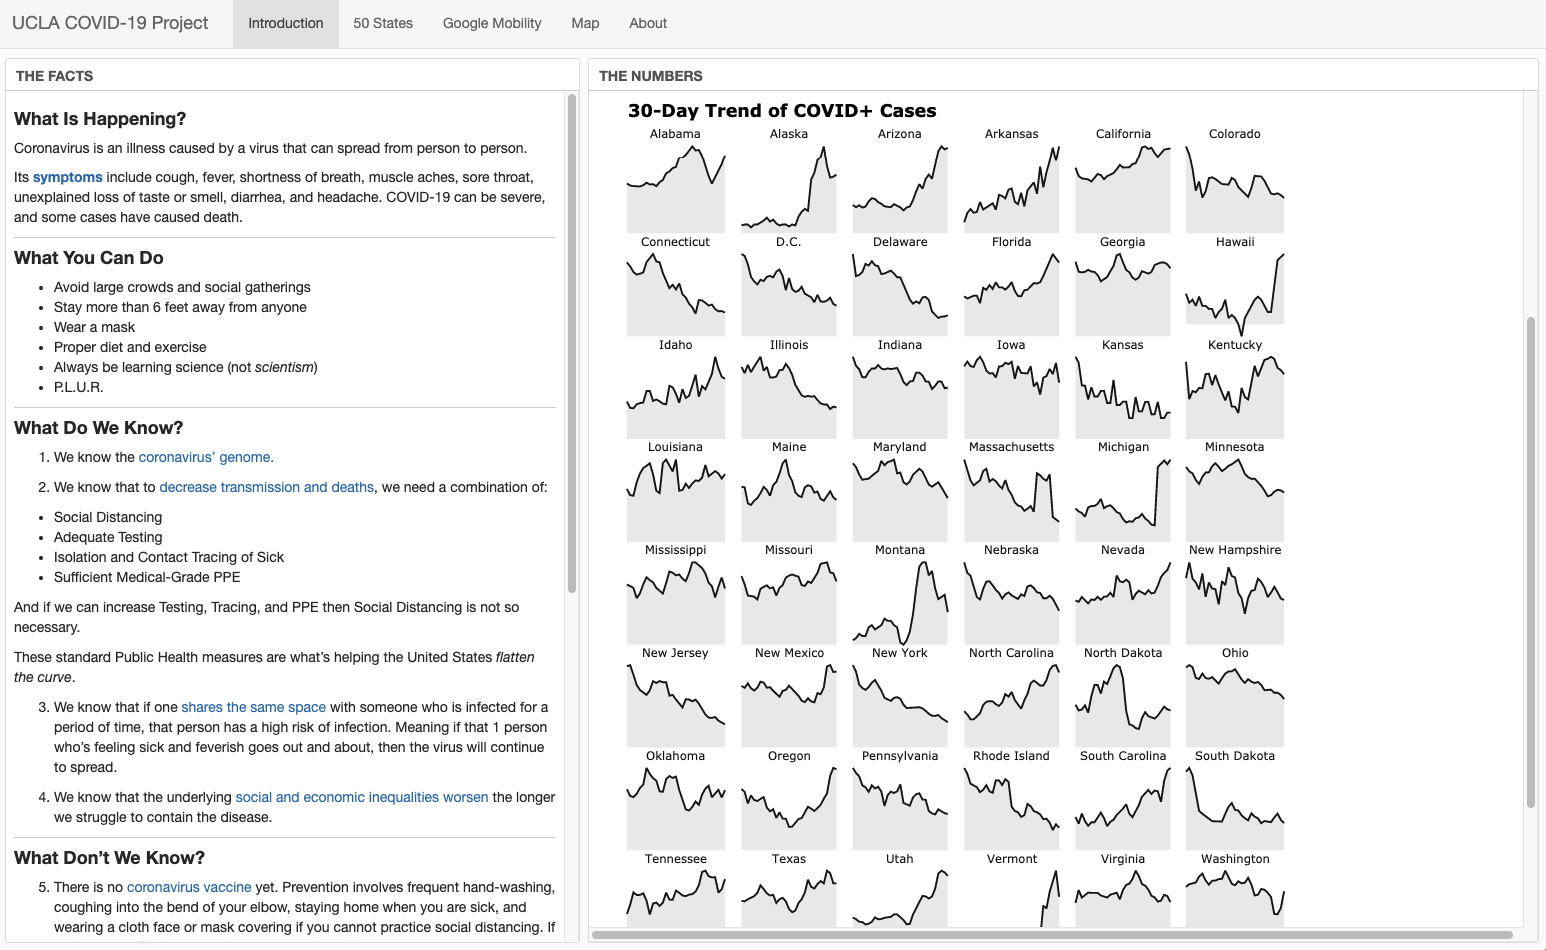 UCLA COVID-19 Project Introduction 50 States Google Mobility Map About
THE FACTS
What Is Happening?
Coronavirus is an illness caused by a virus that can spread from person to person.
Its symptoms include cough, fever, shortness of breath, muscle aches, sore throat,
unexplained loss of taste or smell, diarrhea, and headache. COVID-19 can be severe,
and some cases have caused death.
What You Can Do
• Avoid large crowds and social gatherings
• Stay more than 6 feet away from anyone
• Wear a mask
• Proper diet and exercise
• Always be learning science (not scientism)
• P.L.U.R.
What Do We Know?
1. We know the coronavirus' genome.
2. We know that to decrease transmission and deaths, we need a combination of:
• Social Distancing
• Adequate Testing
• Isolation and Contact Tracing of Sick
• Sufficient Medical-Grade PPE
And if we can increase Testing, Tracing, and PPE then Social Distancing is not so
necessary.
These standard Public Health measures are what's helping the United States flatten
the curve.
3. We know that if one shares the same space with someone who is infected for a
period of time, that person has a high risk of infection. Meaning if that 1 person
who's feeling sick and feverish goes out and about, then the virus will continue
to spread.
4. We know that the underlying social and economic inequalities worsen the longer
we struggle to contain the disease.
What Don't We Know?
5. There is no coronavirus vaccine yet. Prevention involves frequent hand-washing,
coughing into the bend of your elbow, staying home when you are sick, and
wearing a cloth face or mask covering if you cannot practice social distancing. If
THE NUMBERS
30-Day Trend of COVID+ Cases
Alabama Alaska Arizona Arkansas California Colorado
Connecticut D.C. Delaware Florida Georgia Hawaii
Idaho Illinois Indiana Iowa Kansas Kentucky
Louisiana Maine Maryland Massachusetts Michigan Minnesota
Mississippi Missouri Montana Nebraska Nevada New Hampshire
New Jersey New Mexico New York North Carolina North Dakota Ohio
Oklahoma Oregon Pennsylvania Rhode Island South Carolina South Dakota
Tennessee Texas Utah Vermont Virginia Washington